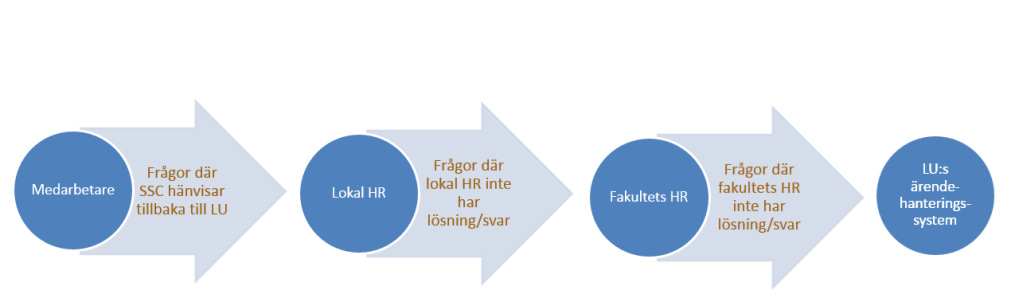 Medarbetare
Frågor där
SSC hänvisar
tillbaka till LU
Lokal HR
Frågor där
lokal HR inte
har
lösning/svar
Fakultets HR
Frågor där
fakultets HR
inte har
lösning/svar
LU:s
ärende-
hanterings-
system